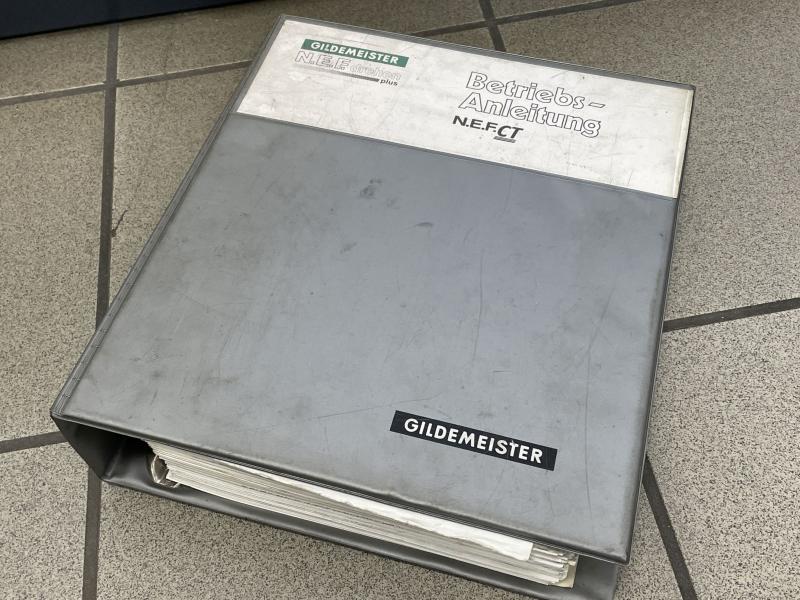 GILDEMEISTER
N.E.F. drehen
plus
Betriebs-
Anleitung
N.E.F. CT
GILDEMEISTER